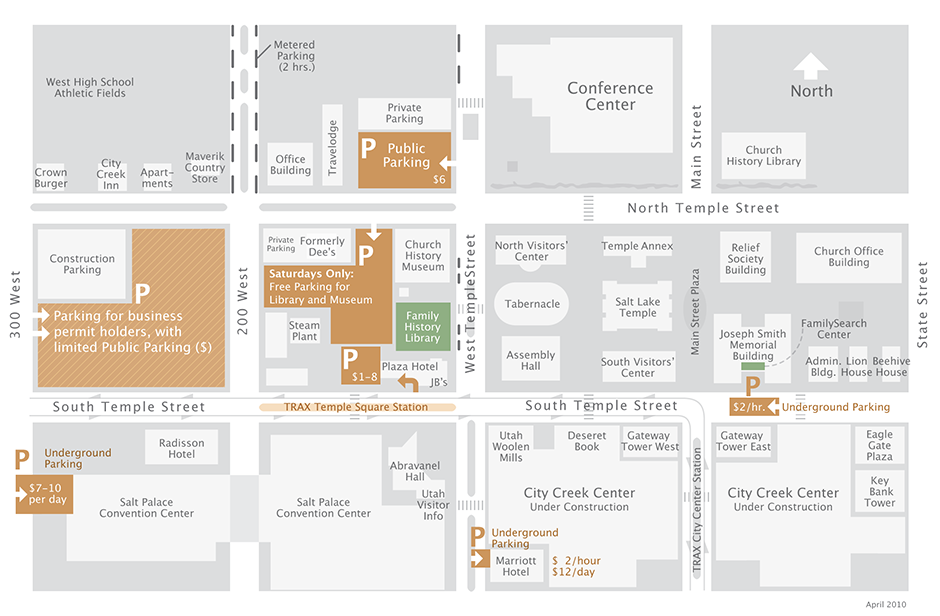 West High School
Athletic Fields
Crown
Burger
City
Creek
Inn
Apart-
ments
Maverik
Country
Store
Metered
Parking
(2 hrs.)
Office
Building
Travelodge
Private
Parking
P
Public
Parking
$6
Conference
Center
Main Street
North
Church
History Library
North Temple Street
300 West
Construction
Parking
P
Parking for business
permit holders, with
limited Public Parking ($)
200 West
Private
Parking
Formerly
Dee's
P
Church
History
Museum
Saturdays Only:
Free Parking for
Library and Museum
Steam
Plant
Family
History
Library
P
$1-8
Plaza Hotel
JB's
West Temple Street
North Visitors'
Center
Temple Annex
Tabernacle
Salt Lake
Temple
Assembly
Hall
South Visitors'
Center
Main Street Plaza
Relief
Society
Building
Church Office
Building
Joseph Smith
Memorial
Building
FamilySearch
Center
Admin.
Bldg.
Lion
House
Beehive
House
State Street
P
$2/hr.
Underground Parking
South Temple Street
TRAX Temple Square Station
South Temple Street
P
Underground
Parking
$7-10
per day
Radisson
Hotel
Salt Palace
Convention Center
Salt Palace
Convention Center
Abravanel
Hall
Utah
Visitor
Info
Utah
Woolen
Mills
Deseret
Book
Gateway
Tower West
City Creek Center
Under Construction
P
Underground
Parking
Marriott
Hotel
$ 2/hour
$12/day
TRAX City Center Station
Gateway
Tower East
City Creek Center
Under Construction
Eagle
Gate
Plaza
Key
Bank
Tower
April 2010